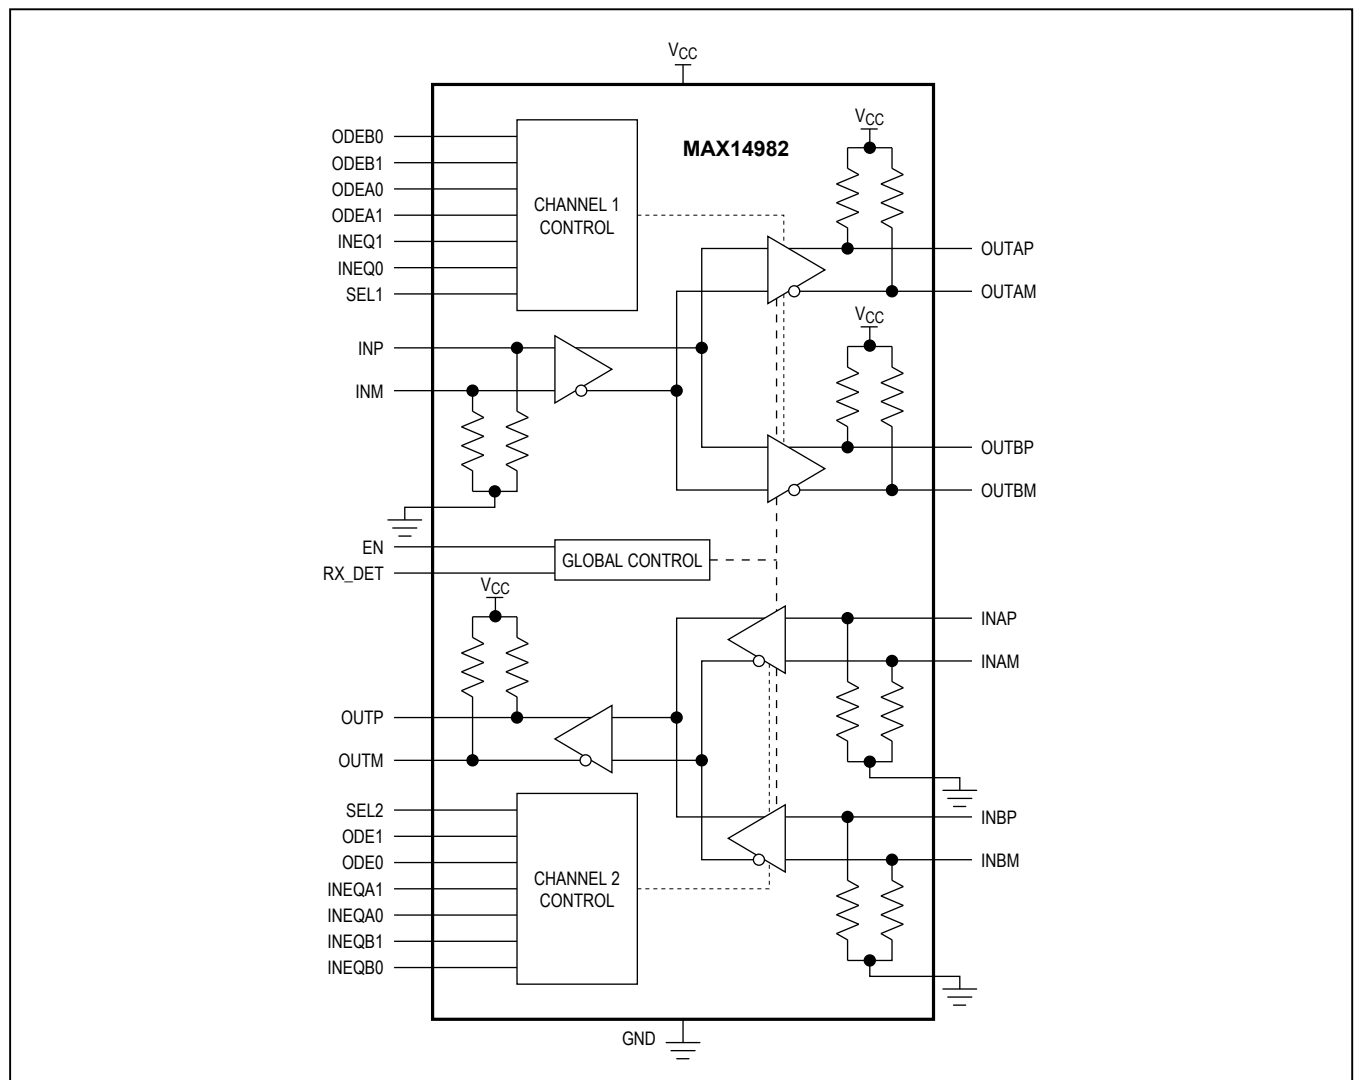 VCC
MAX14982
VCC
ODEB0
ODEB1
ODEA0
ODEA1
INEQ1
INEQ0
SEL1
CHANNEL 1
CONTROL
OUTAP
OUTAM
VCC
INP
INM
OUTBP
OUTBM
EN
RX_DET
GLOBAL CONTROL
VCC
INAP
INAM
OUTP
OUTM
SEL2
ODE1
ODE0
INEQA1
INEQA0
INEQB1
INEQB0
CHANNEL 2
CONTROL
INBP
INBM
GND